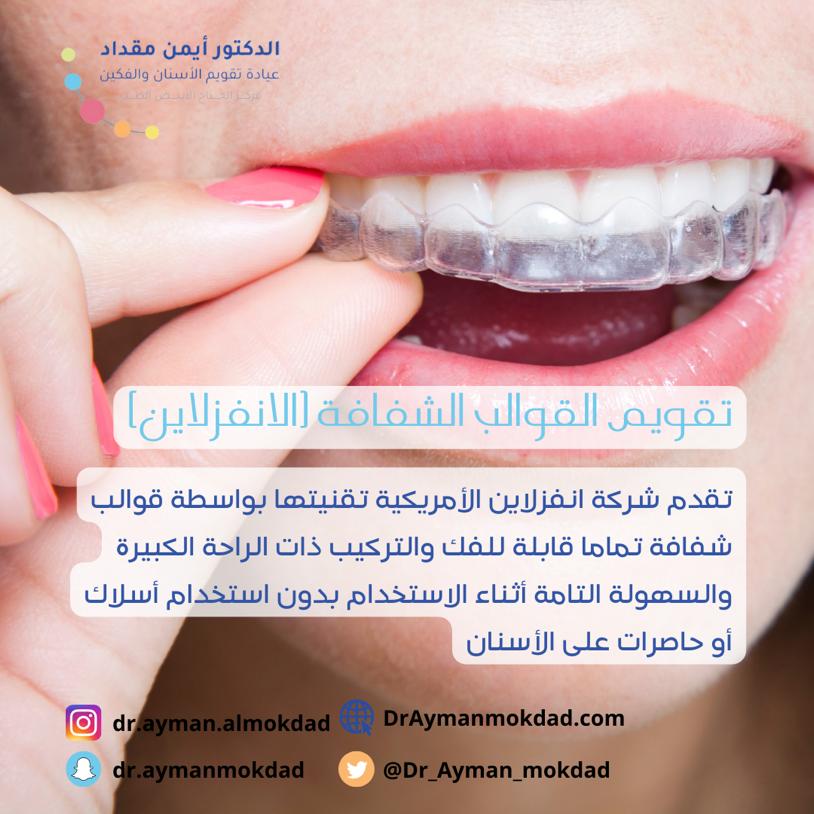 الدكتور أيمن مقداد
عيادة تقويم الأسنان والفكين
تقويم القوالب الشفافة (الانفزلاين)
تقدم شركة انفزلاين الأمريكية تقنيتها بواسطة قوالب
شفافة تماما قابلة للفك والتركيب ذات الراحة الكبيرة
والسهولة التامة أثناء الإستخدام بدون استخدام أسلاك
أو حاصرات على الأسنان
dr.ayman.almokdad
DrAymanmokdad.com
dr.aymanmokdad
@Dr_Ayman_mokdad